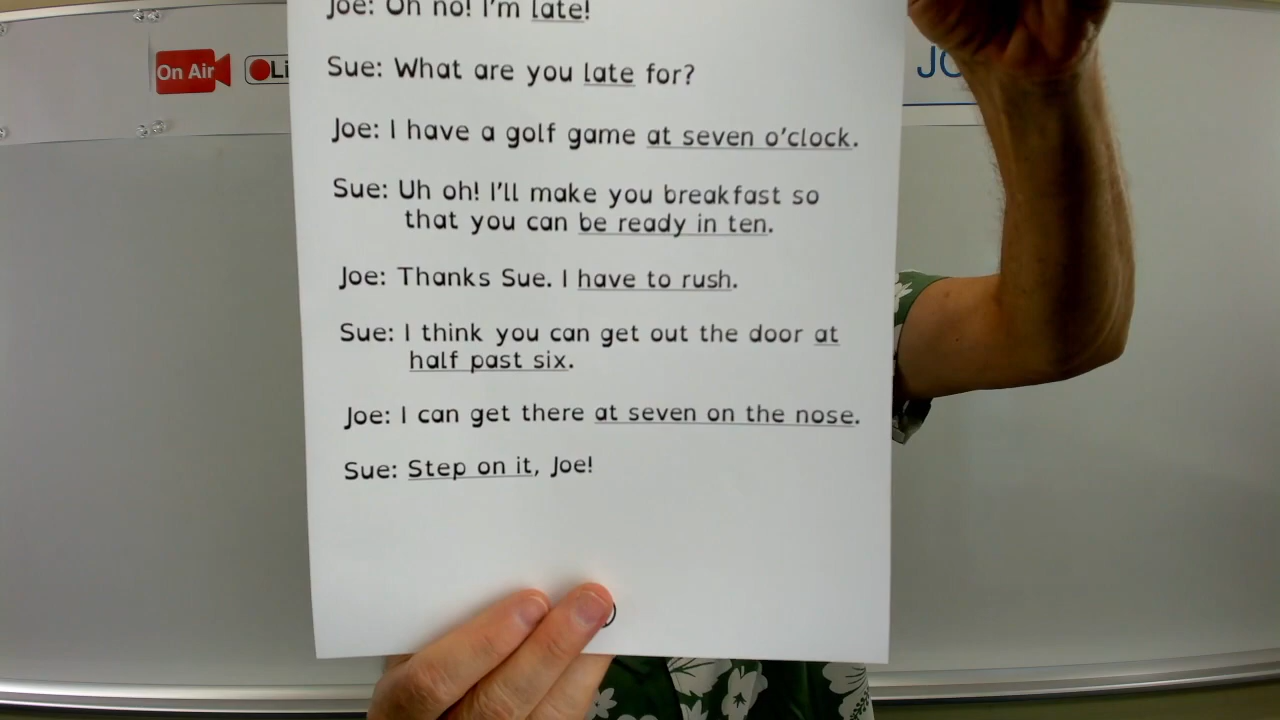 On Air
Li
JO
Joe: Oh no! I'm late!
Sue: What are you late for?
Joe: I have a golf game at seven o'clock.
Sue: Uh oh! I'll make you breakfast so
that you can be ready in ten.
Joe: Thanks Sue. I have to rush.
Sue: I think you can get out the door at
half past six.
Joe: I can get there at seven on the nose.
Sue: Step on it, Joe!